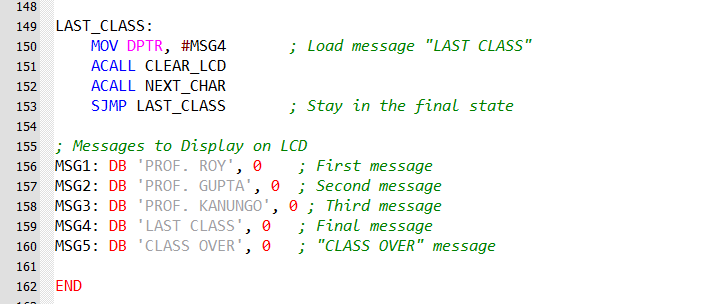 148
149 LAST_CLASS:
150 MOV DPTR, #MSG4 ; Load message "LAST CLASS"
151 ACALL CLEAR_LCD
152 ACALL NEXT_CHAR
153 SJMP LAST_CLASS ; Stay in the final state
154
155 ; Messages to Display on LCD
156 MSG1: DB 'PROF. ROY', 0 ; First message
157 MSG2: DB 'PROF. GUPTA', 0 ; Second message
158 MSG3: DB 'PROF. KANUNGO', 0 ; Third message
159 MSG4: DB 'LAST CLASS', 0 ; Final message
160 MSG5: DB 'CLASS OVER', 0 ; "CLASS OVER" message
161
162 END